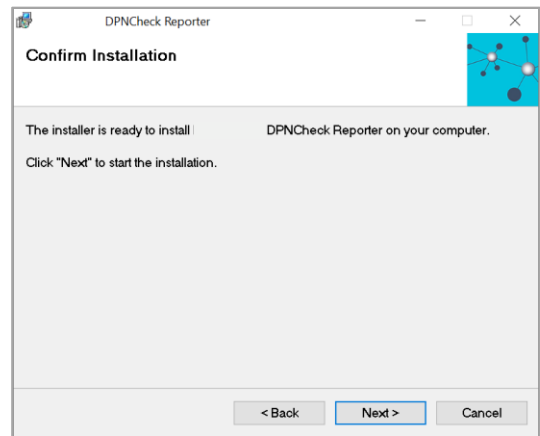 DPNCheck Reporter
Confirm Installation
The installer is ready to install DPNCheck Reporter on your computer.
Click "Next" to start the installation.
< Back Next > Cancel